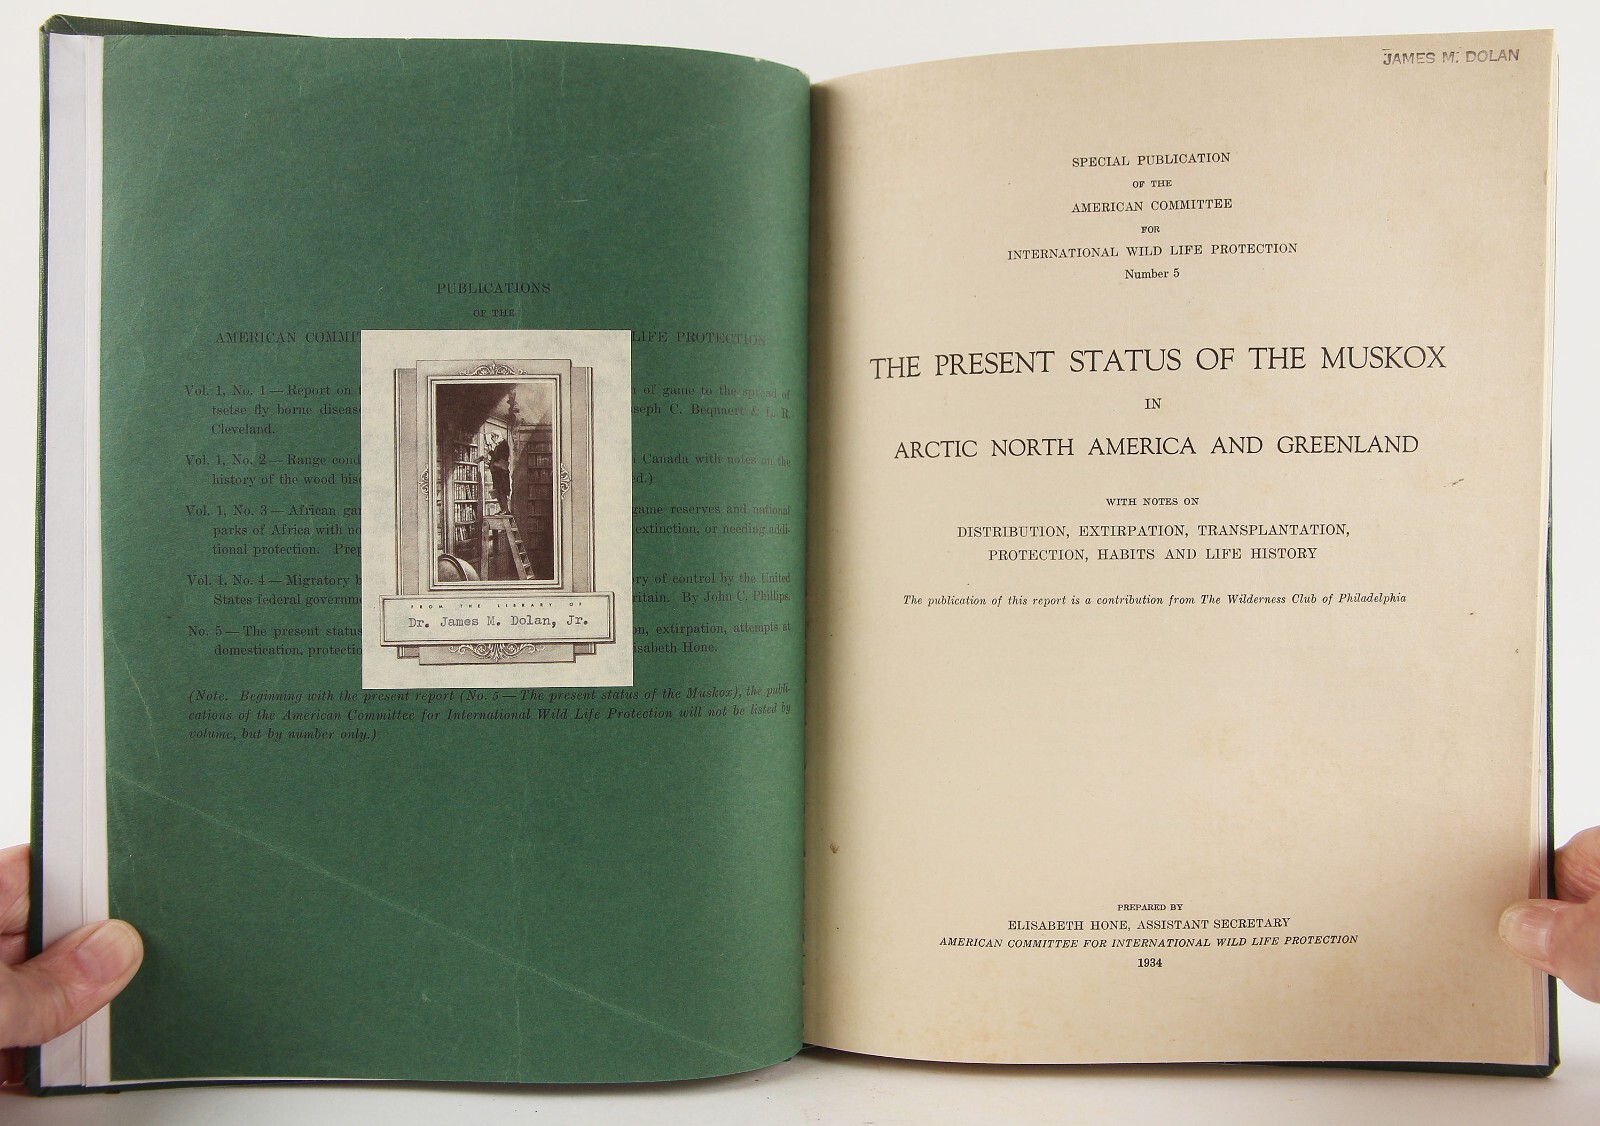 PUBLICATIONS
OF THE
AMERICAN COMMIT LIFE PROTECTION
Vol. 1, No. 1 — Report on of game to the spread of
tsetse fly borne diseas seph C. Bequaert & L. R.
Cleveland.
Vol. 1, No. 2 — Range cond Canada with notes on the
history of the wood bis ed.)
Vol. 1, No. 3 — African gam game reserves and national
parks of Africa with no extinction, or needing addi-
tional protection. Prep
Vol. 1, No. 4 — Migratory b ry of control by the United
States federal governme ritain. By John C. Phillips.
No. 5 — The present status on, extirpation, attempts at
domestication, protectio isabeth Hone.
(Note. Beginning with the present report (No. 5 — The present status of the Muskox), the publi-
cations of the American Committee for International Wild Life Protection will not be listed by
volume, but by number only.)
FROM THE LIBRARY OF
Dr. James M. Dolan, Jr.
JAMES M. DOLAN
SPECIAL PUBLICATION
OF THE
AMERICAN COMMITTEE
FOR
INTERNATIONAL WILD LIFE PROTECTION
Number 5
THE PRESENT STATUS OF THE MUSKOX
IN
ARCTIC NORTH AMERICA AND GREENLAND
WITH NOTES ON
DISTRIBUTION, EXTIRPATION, TRANSPLANTATION,
PROTECTION, HABITS AND LIFE HISTORY
The publication of this report is a contribution from The Wilderness Club of Philadelphia
PREPARED BY
ELISABETH HONE, ASSISTANT SECRETARY
AMERICAN COMMITTEE FOR INTERNATIONAL WILD LIFE PROTECTION
1934